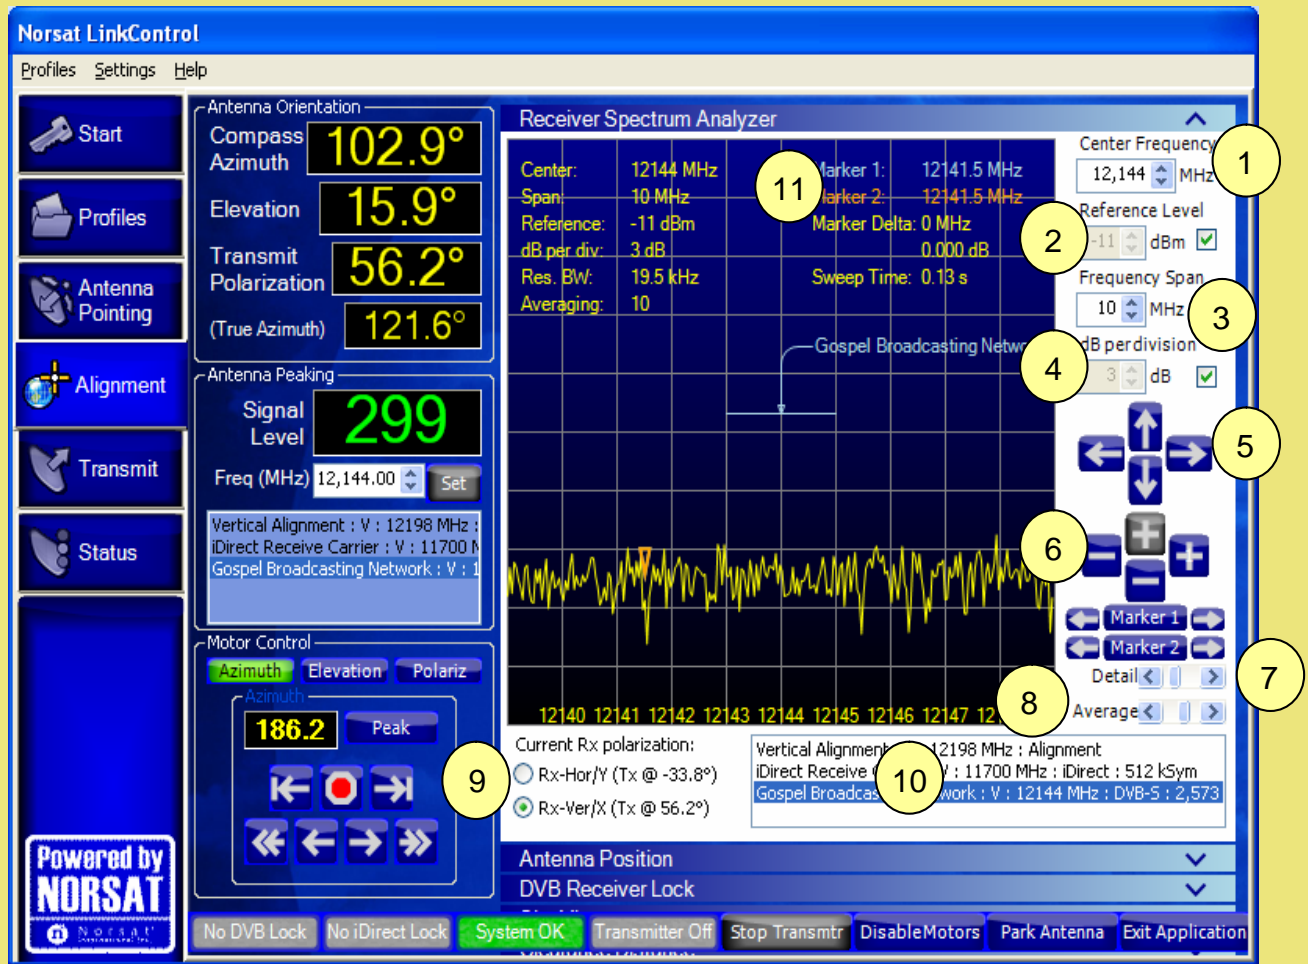 Norsat LinkControl
Profiles Settings Help
Start
Profiles
Antenna
Pointing
Alignment
Transmit
Status
Powered by
NORSAT
Norsat
Antenna Orientation
Compass
Azimuth 102.9°
Elevation 15.9°
Transmit
Polarization 56.2°
(True Azimuth) 121.6°
Antenna Peaking
Signal
Level 299
Freq (MHz) 12,144.00 Set
Vertical Alignment : V : 12198 MHz :
iDirect Receive Carrier : V : 11700 M
Gospel Broadcasting Network : V : 1
Motor Control
Azimuth Elevation Polariz
Azimuth
186.2 Peak
Receiver Spectrum Analyzer
Center: 12144 MHz
Span: 10 MHz
Reference: -11 dBm
dB per div: 3 dB
Res. BW: 19.5 kHz
Averaging: 10
11
Marker 1: 12141.5 MHz
Marker 2: 12141.5 MHz
Marker Delta: 0 MHz
0.000 dB
Sweep Time: 0.13 s
Gospel Broadcasting Netwo
12140 12141 12142 12143 12144 12145 12146 12147 12
Center Frequency
12,144 MHz
1
Reference Level
2
-11 dBm
Frequency Span
10 MHz
3
dB per division
4
3 dB
5
6
Marker 1
Marker 2
Detail
7
8
Average
Current Rx polarization:
9
Rx-Hor/Y (Tx @ -33.8°)
Rx-Ver/X (Tx @ 56.2°)
10
Vertical Alignment 12198 MHz : Alignment
iDirect Receive : 11700 MHz : iDirect : 512 kSym
Gospel Broadcas work : V : 12144 MHz : DVB-S : 2,573
Antenna Position
DVB Receiver Lock
No DVB Lock No iDirect Lock System OK Transmitter Off Stop Transmtr DisableMotors Park Antenna Exit Application